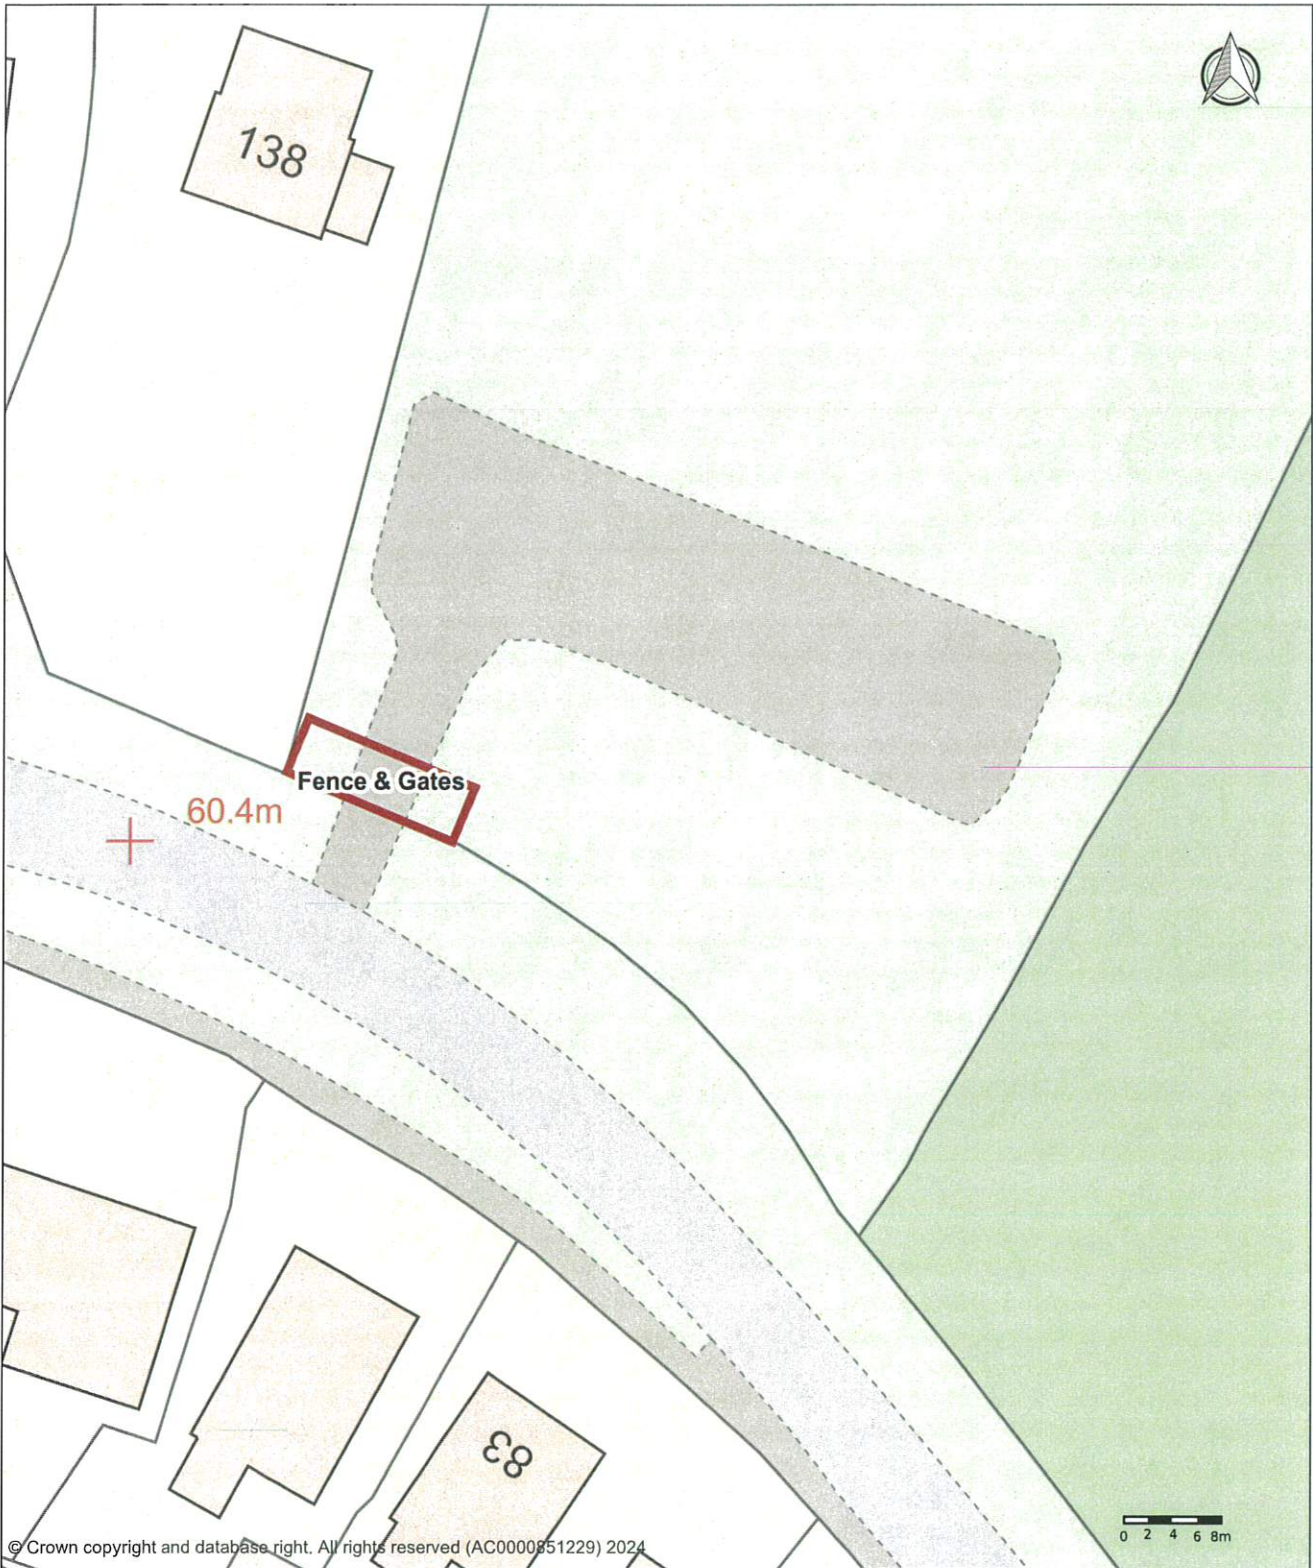 138
Fence & Gates
60.4m
83
© Crown copyright and database right. All rights reserved (AC0000851229) 2024
0 2 4 6 8m